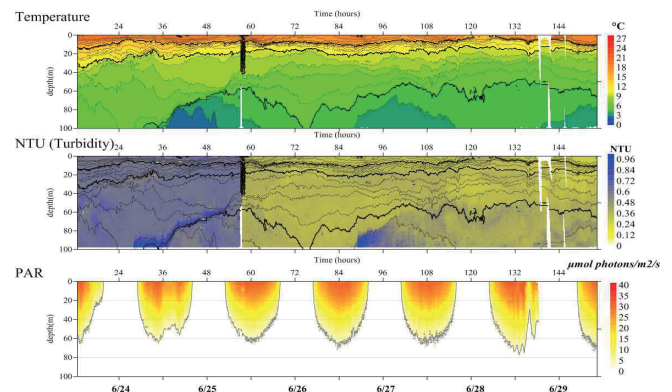 Temperature
Time (hours)
24 36 48 60 72 84 96 108 120 132 144
°C
27
24
21
18
15
12
9
6
3
0
depth(m)
0
20
40
60
80
100
Time (hours)
NTU (Turbidity)
24 36 48 60 72 84 96 108 120 132 144
NTU
0.96
0.84
0.72
0.6
0.48
0.36
0.24
0.12
0
depth(m)
0
20
40
60
80
100
Time (hours)
µmol photons/m2/s
PAR
24 36 48 60 72 84 96 108 120 132 144
40
35
30
25
20
15
10
5
0
depth(m)
0
20
40
60
80
100
6/24 6/25 6/26 6/27 6/28 6/29